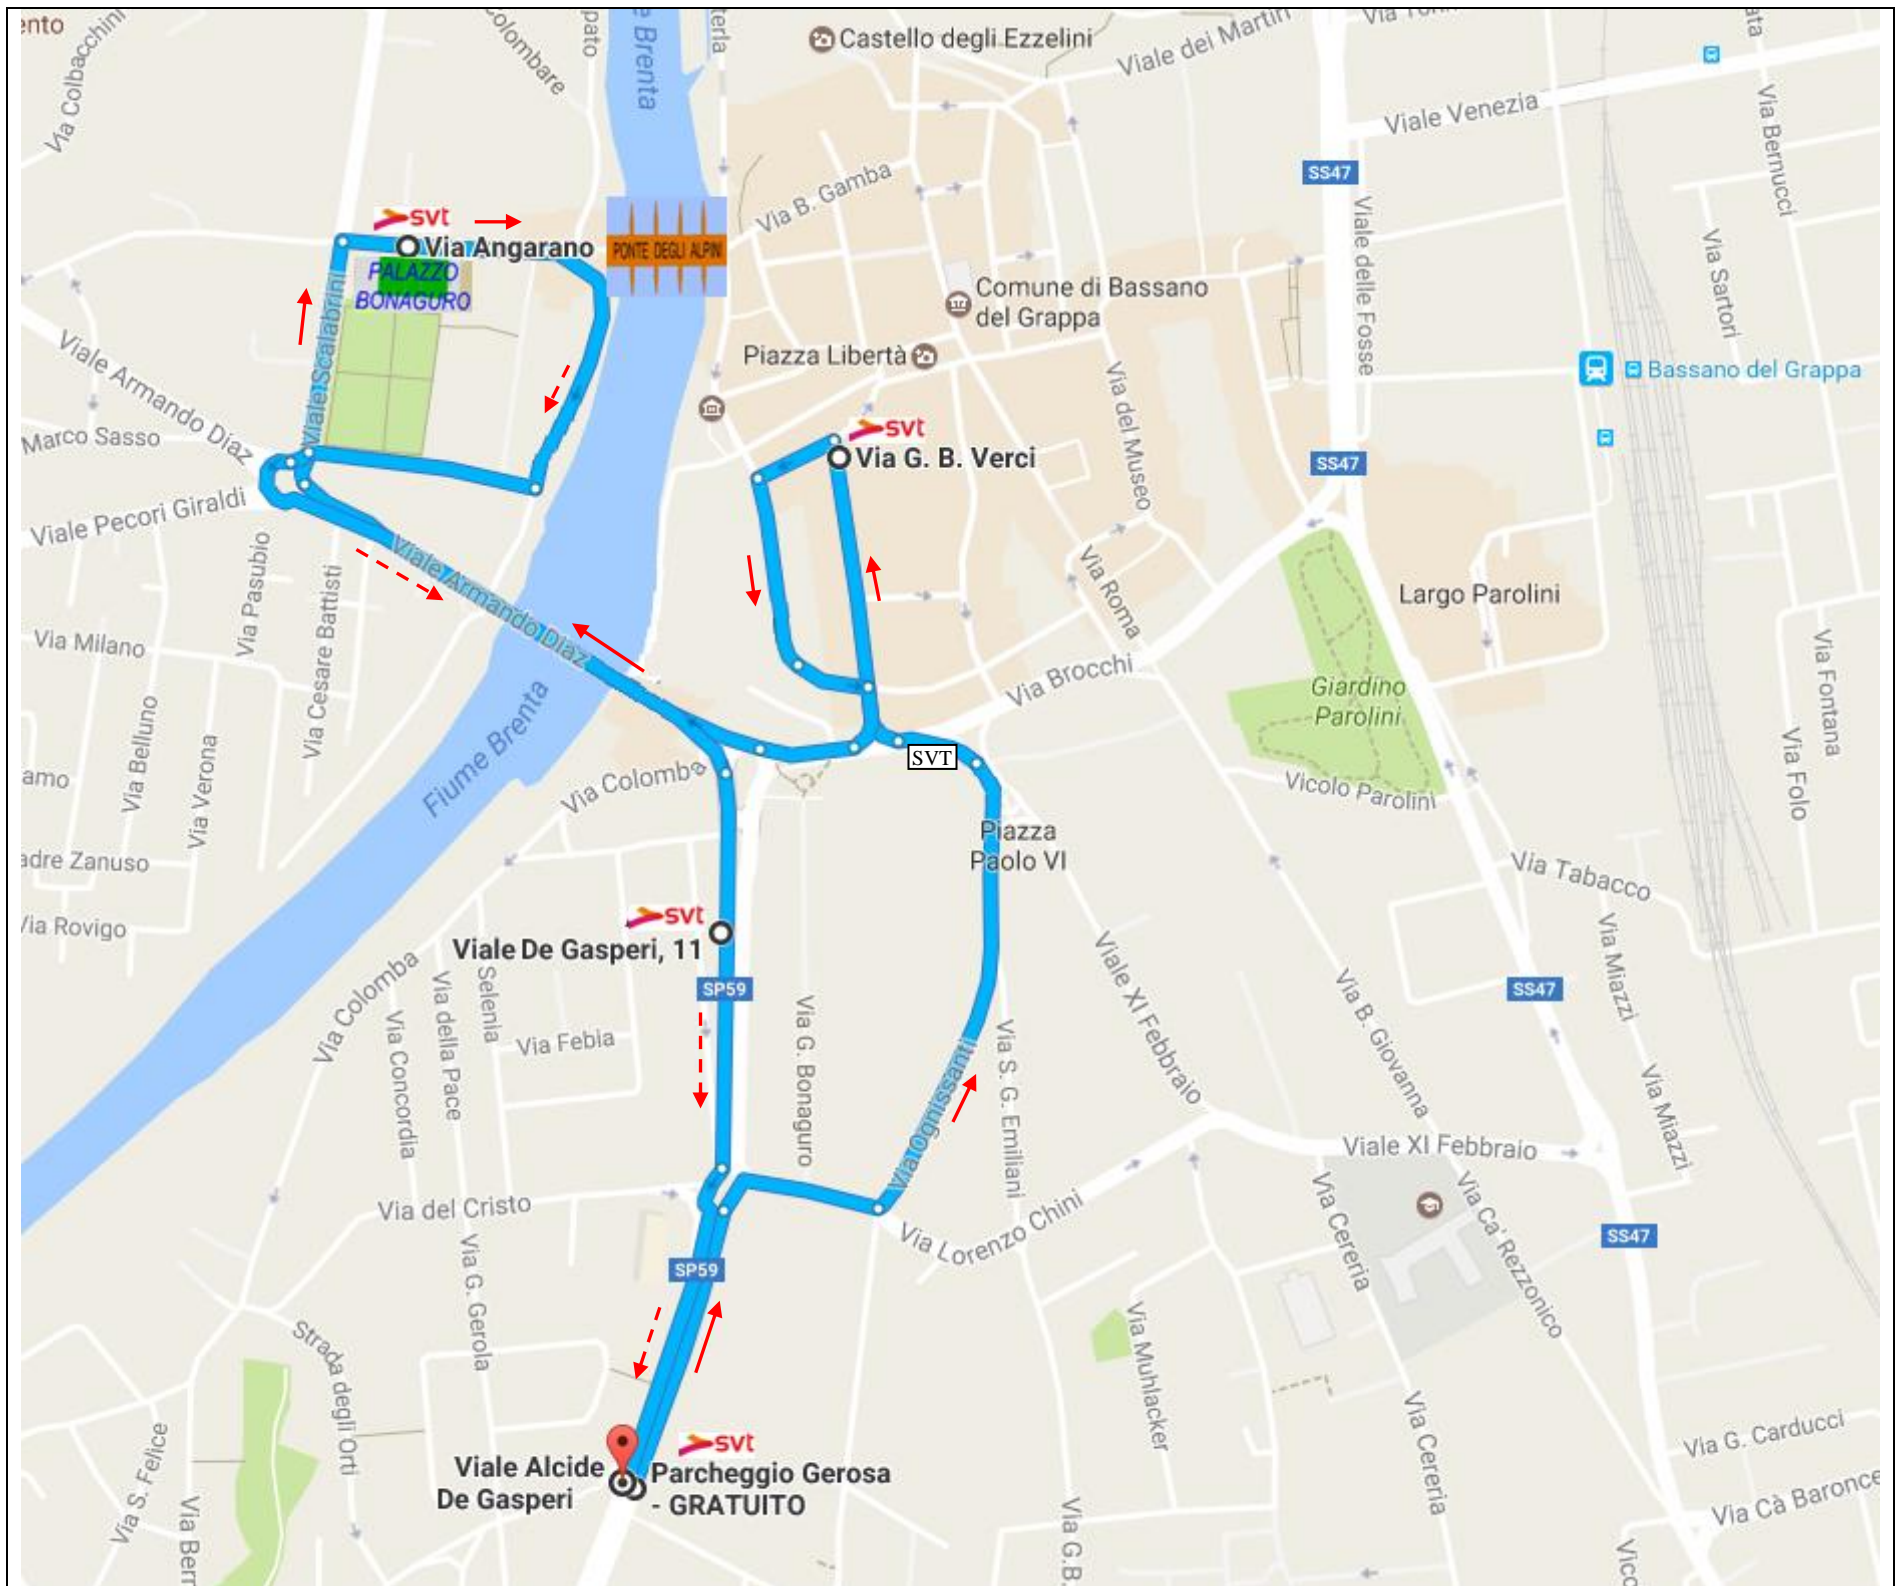 ento
Via Colbacchini
Colombare
pato
e Brenta
terla
Castello degli Ezzelini
Viale dei Martiri
ata
Viale Venezia
Via Bernucci
SS47
Via B. Gamba
svt
Via Angarano
PONTE DEGLI ALPINI
PALAZZO
BONAGURO
Viale delle Fosse
Via Sartori
Comune di Bassano
del Grappa
Piazza Libertà
Viale Scalabrini
Viale Armando Diaz
Via del Museo
Bassano del Grappa
Marco Sasso
svt
Via G. B. Verci
SS47
Viale Pecori Giraldi
Via Pasubio
Via Cesare Battisti
Viale Armando Diaz
Via Roma
Largo Parolini
Via Milano
Via Brocchi
Giardino
Parolini
Via Fontana
Via Belluno
Via Verona
Fiume Brenta
SVT
Via Folo
amo
Via Colomba
Vicolo Parolini
Piazza
Paolo VI
adre Zanuso
Via Tabacco
Via Rovigo
svt
Viale De Gasperi, 11
SP59
Via Colomba
Selenia
Via della Pace
Via Concordia
Via Febia
Via G. Bonaguro
Via Ognissanti
Via S. G. Emiliani
Viale XI Febbraio
Via B. Giovanna
SS47
Via Miazzi
Via Miazzi
Viale XI Febbraio
Via del Cristo
Via Lorenzo Chini
Via Cereria
Via Ca' Rezzonico
SS47
Via G. Gerola
SP59
Strada degli Orti
Via Muhlacker
Via S. Felice
Via Cereria
Via G. Carducci
svt
Viale Alcide
De Gasperi
Parcheggio Gerosa
- GRATUITO
Via Cà Baronce
Via Berr
Via G.B.
Vico